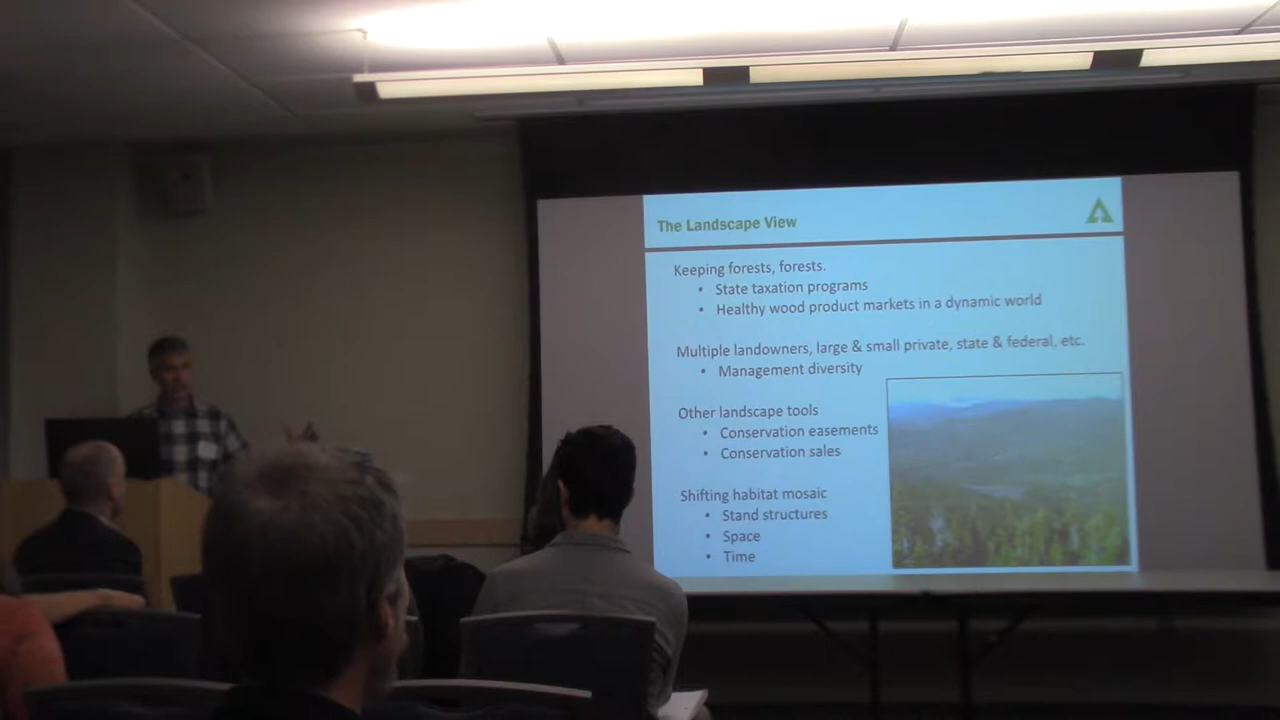 The Landscape View
Keeping forests, forests.
• State taxation programs
• Healthy wood product markets in a dynamic world
Multiple landowners, large & small private, state & federal, etc.
• Management diversity
Other landscape tools
• Conservation easements
• Conservation sales
Shifting habitat mosaic
• Stand structures
• Space
• Time